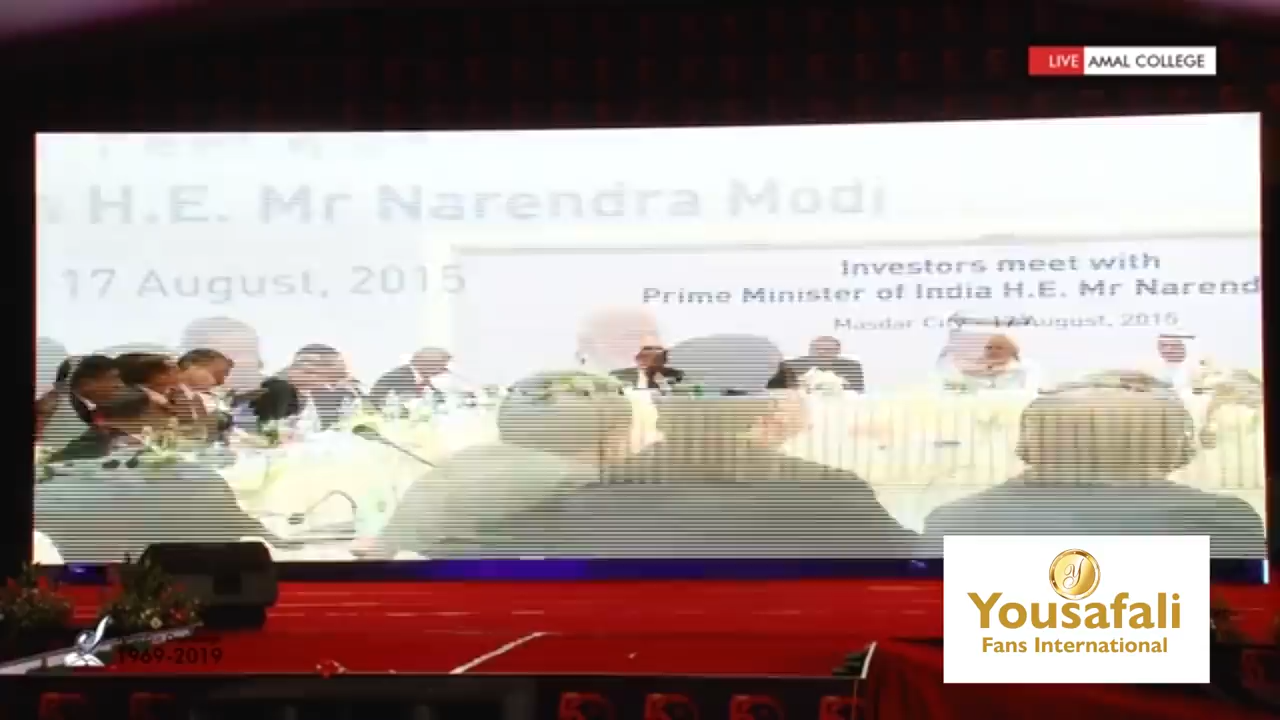 LIVE AMAL COLLEGE
H.E. Mr Narendra Modi
17 August, 2015
Investors meet with
Prime Minister of India H.E. Mr Narend
Masdar City - 17 August, 2015
Yousafali
Fans International
1969-2019